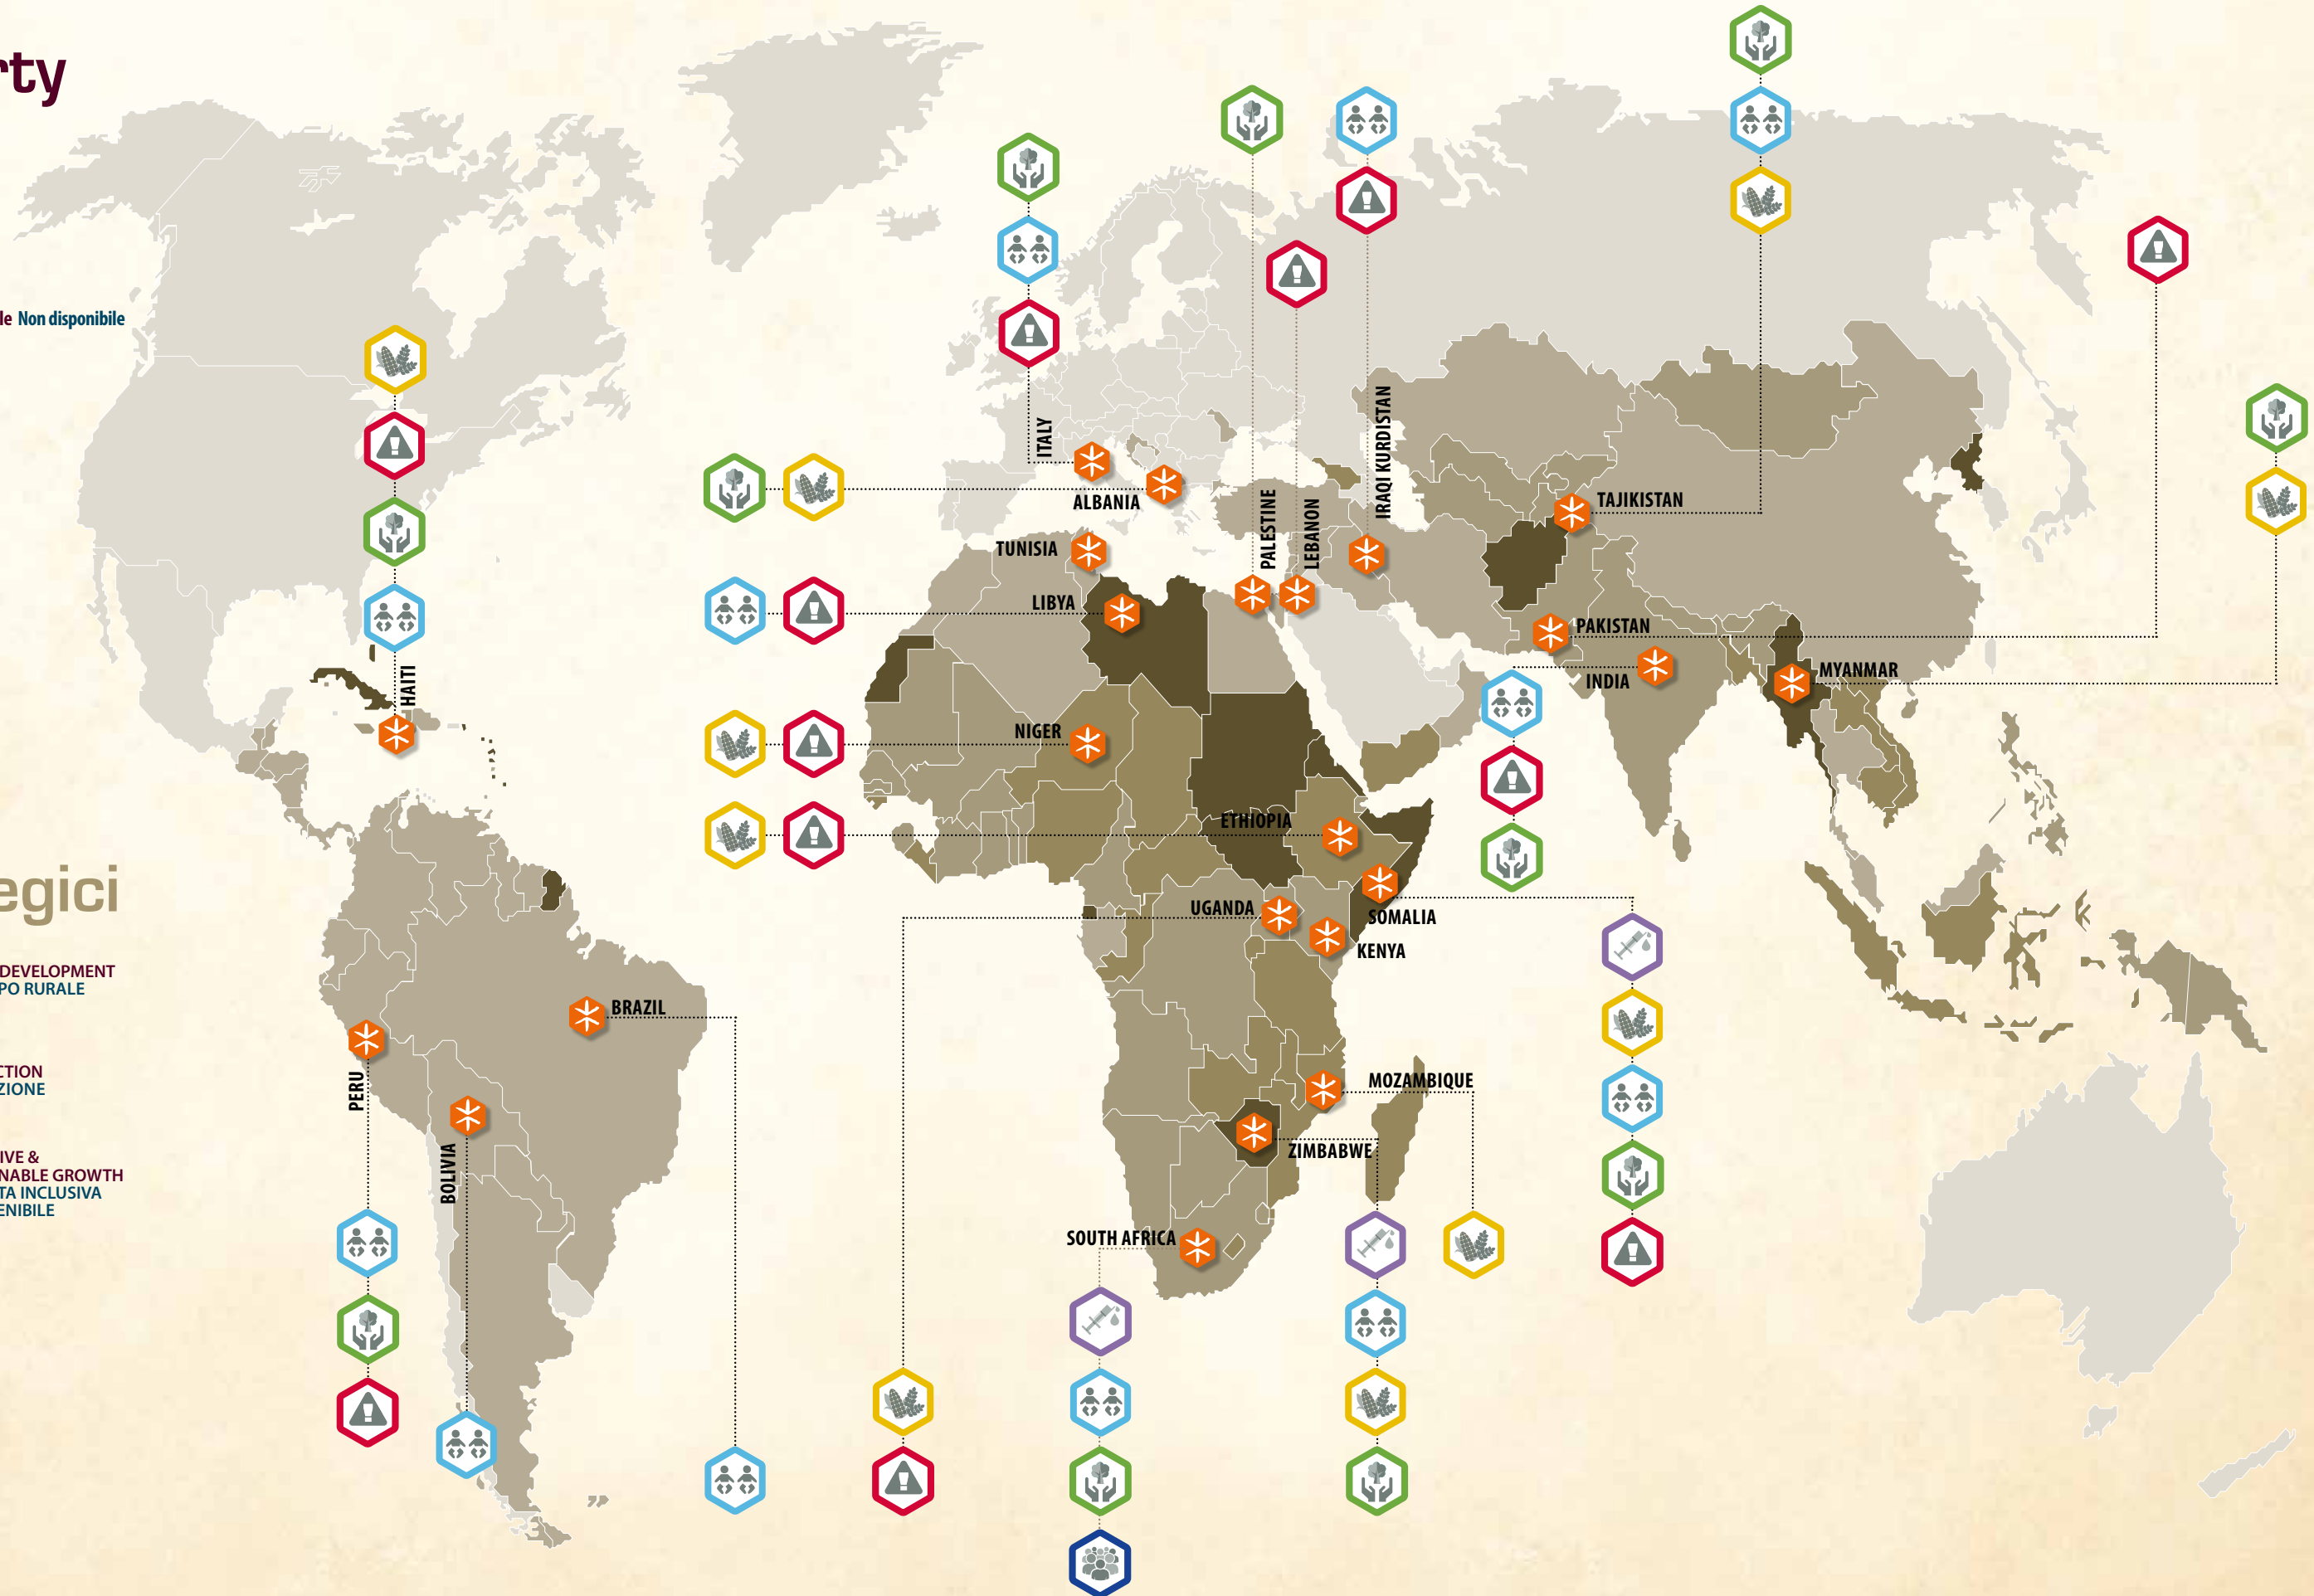 rty
le Non disponibile
egici
DEVELOPMENT
PO RURALE
CTION
ZIONE
IVE &
NABLE GROWTH
TA INCLUSIVA
ENIBILE
HAITI
PERU
BOLIVIA
BRAZIL
ITALY
ALBANIA
TUNISIA
LIBYA
NIGER
ETHIOPIA
UGANDA
SOMALIA
KENYA
MOZAMBIQUE
ZIMBABWE
SOUTH AFRICA
PALESTINE
LEBANON
IRAQI KURDISTAN
TAJIKISTAN
PAKISTAN
INDIA
MYANMAR